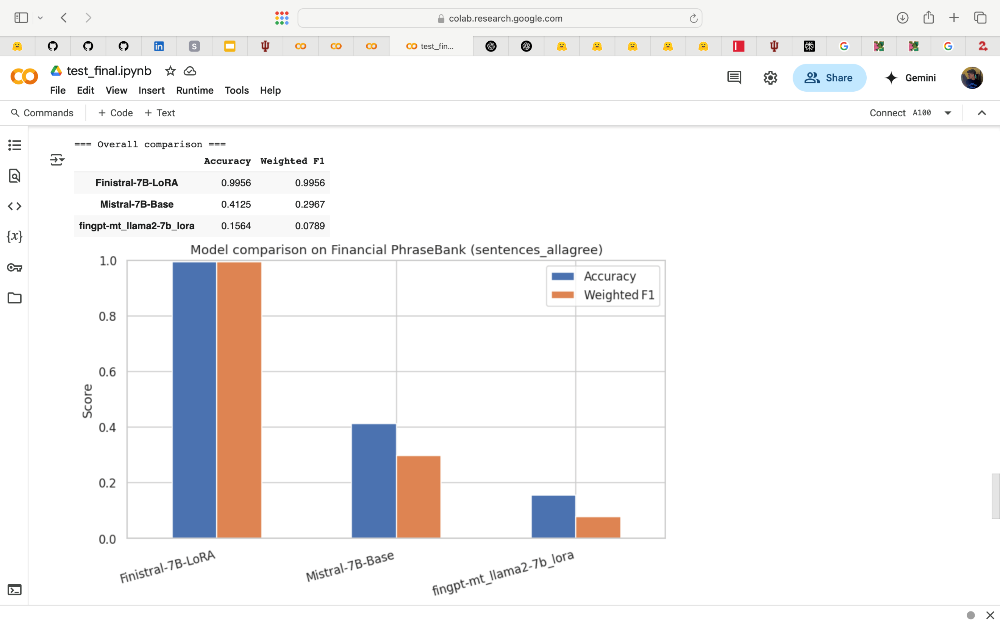 colab.research.google.com
S
test_fin...
2
test_final.ipynb
File Edit View Insert Runtime Tools Help
Share
Gemini
Commands + Code + Text
Connect A100
=== Overall comparison ===
Accuracy Weighted F1
Finistral-7B-LoRA 0.9956 0.9956
Mistral-7B-Base 0.4125 0.2967
fingpt-mt_llama2-7b_lora 0.1564 0.0789
{x}
Model comparison on Financial PhraseBank (sentences_allagree)
Accuracy
Weighted F1
1.0
0.8
0.6
0.4
0.2
0.0
Score
Finistral-7B-LoRA
Mistral-7B-Base
fingpt-mt_llama2-7b_lora